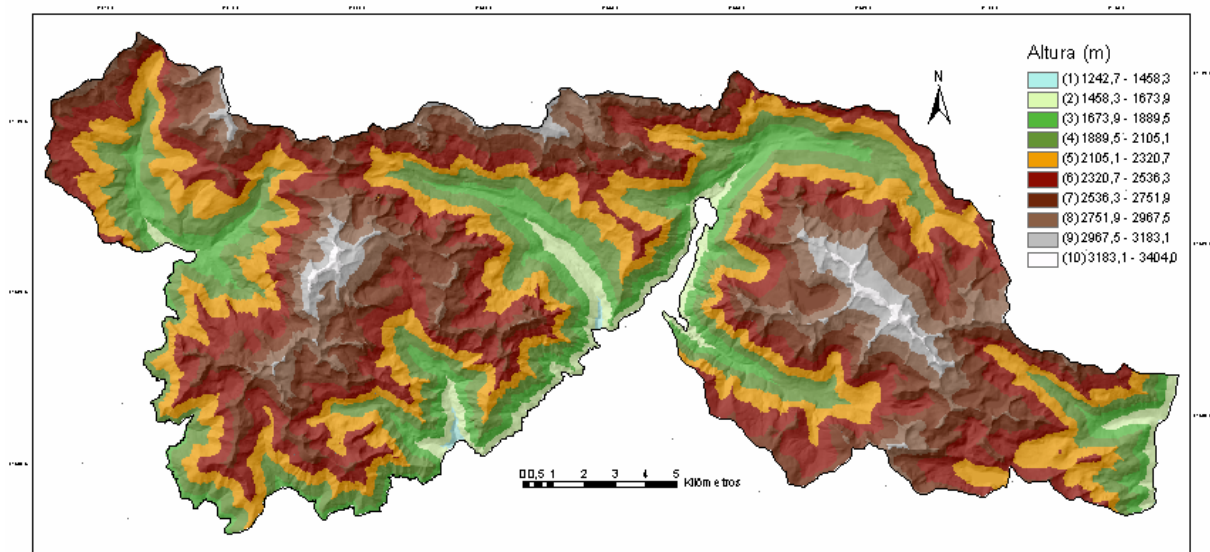 Altura (m)
(1) 1242,7 - 1458,3
(2) 1458,3 - 1673,9
(3) 1673,9 - 1889,5
(4) 1889,5 - 2105,1
(5) 2105,1 - 2320,7
(6) 2320,7 - 2536,3
(7) 2536,3 - 2751,9
(8) 2751,9 - 2967,5
(9) 2967,5 - 3183,1
(10) 3183,1 - 3404,0
N
00,5 1 2 3 4 5
Kilómetros